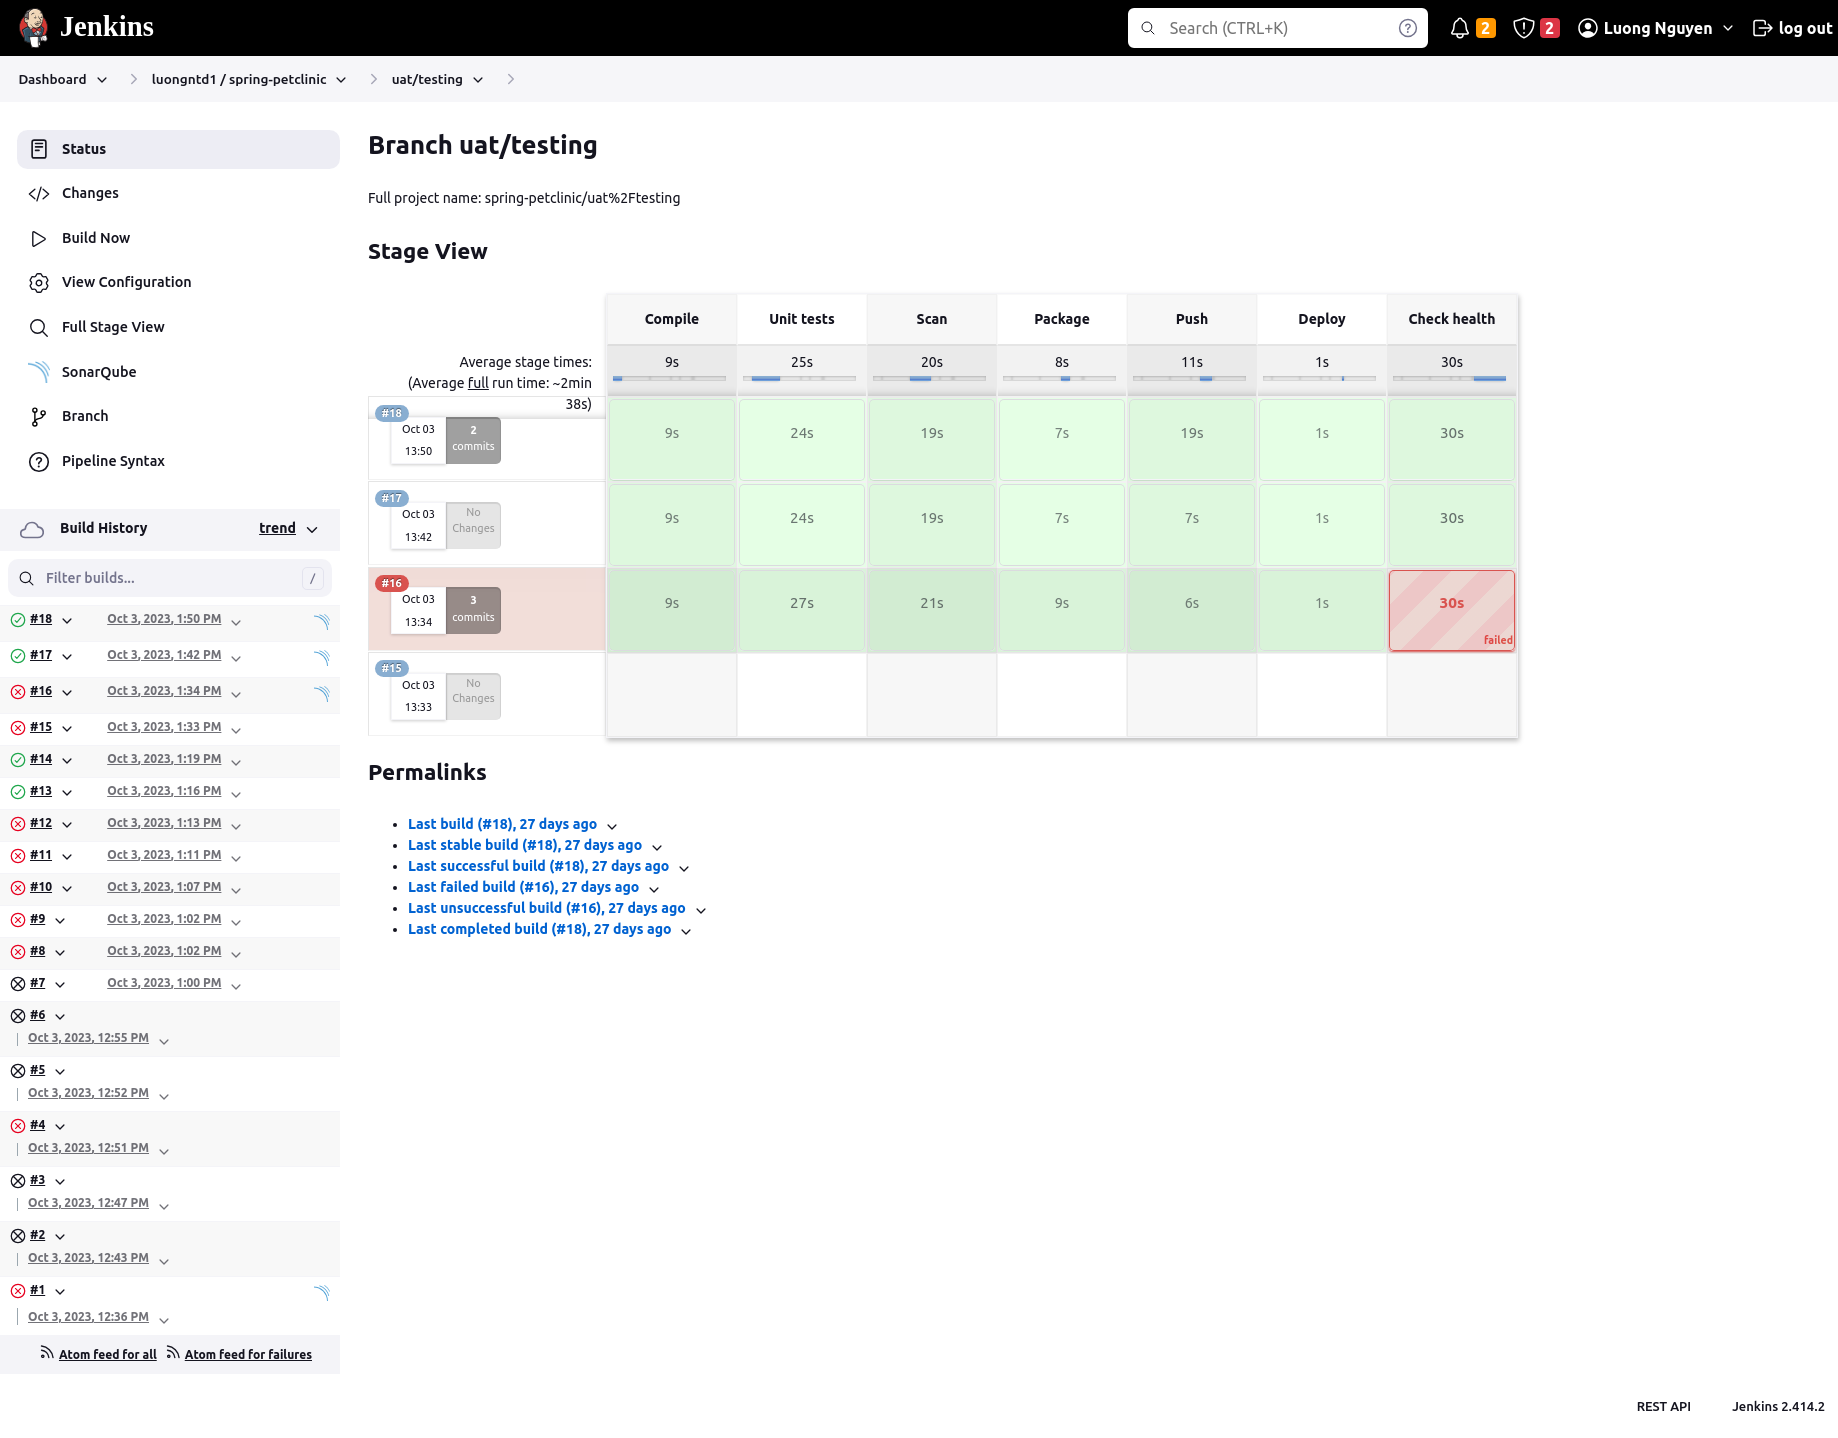 Jenkins
Search (CTRL+K)
2
2
Luong Nguyen
log out
Dashboard
luongntd1 / spring-petclinic
uat/testing
Status
Changes
Build Now
View Configuration
Full Stage View
SonarQube
Branch
Pipeline Syntax
Build History
trend
Filter builds...
/
#18 Oct 3, 2023, 1:50 PM
#17 Oct 3, 2023, 1:42 PM
#16 Oct 3, 2023, 1:34 PM
#15 Oct 3, 2023, 1:33 PM
#14 Oct 3, 2023, 1:19 PM
#13 Oct 3, 2023, 1:16 PM
#12 Oct 3, 2023, 1:13 PM
#11 Oct 3, 2023, 1:11 PM
#10 Oct 3, 2023, 1:07 PM
#9 Oct 3, 2023, 1:02 PM
#8 Oct 3, 2023, 1:02 PM
#7 Oct 3, 2023, 1:00 PM
#6
Oct 3, 2023, 12:55 PM
#5
Oct 3, 2023, 12:52 PM
#4
Oct 3, 2023, 12:51 PM
#3
Oct 3, 2023, 12:47 PM
#2
Oct 3, 2023, 12:43 PM
#1
Oct 3, 2023, 12:36 PM
Atom feed for all Atom feed for failures
Branch uat/testing
Full project name: spring-petclinic/uat%2Ftesting
Stage View
Compile Unit tests Scan Package Push Deploy Check health
Average stage times:
(Average full run time: ~2min
38s)
9s 25s 20s 8s 11s 1s 30s
#18
Oct 03
13:50
2
commits
9s 24s 19s 7s 19s 1s 30s
#17
Oct 03
13:42
No
Changes
9s 24s 19s 7s 7s 1s 30s
#16
Oct 03
13:34
3
commits
9s 27s 21s 9s 6s 1s 30s
failed
#15
Oct 03
13:33
No
Changes
Permalinks
Last build (#18), 27 days ago
Last stable build (#18), 27 days ago
Last successful build (#18), 27 days ago
Last failed build (#16), 27 days ago
Last unsuccessful build (#16), 27 days ago
Last completed build (#18), 27 days ago
REST API
Jenkins 2.414.2